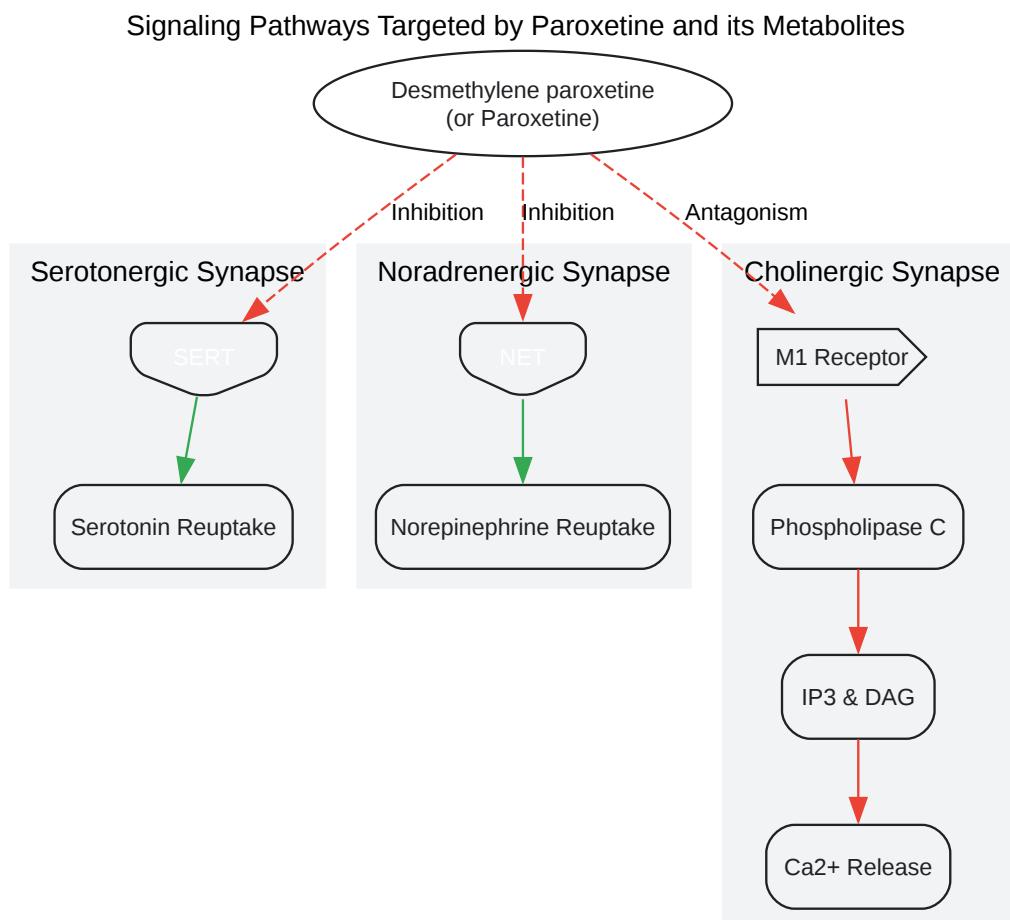 Signaling Pathways Targeted by Paroxetine and its Metabolites
Desmethylene paroxetine
(or Paroxetine)
Inhibition
Inhibition
Antagonism
Serotonergic Synapse
Noradrenergic Synapse
Cholinergic Synapse
SERT
NET
M1 Receptor
Serotonin Reuptake
Norepinephrine Reuptake
Phospholipase C
IP3 & DAG
Ca2+ Release